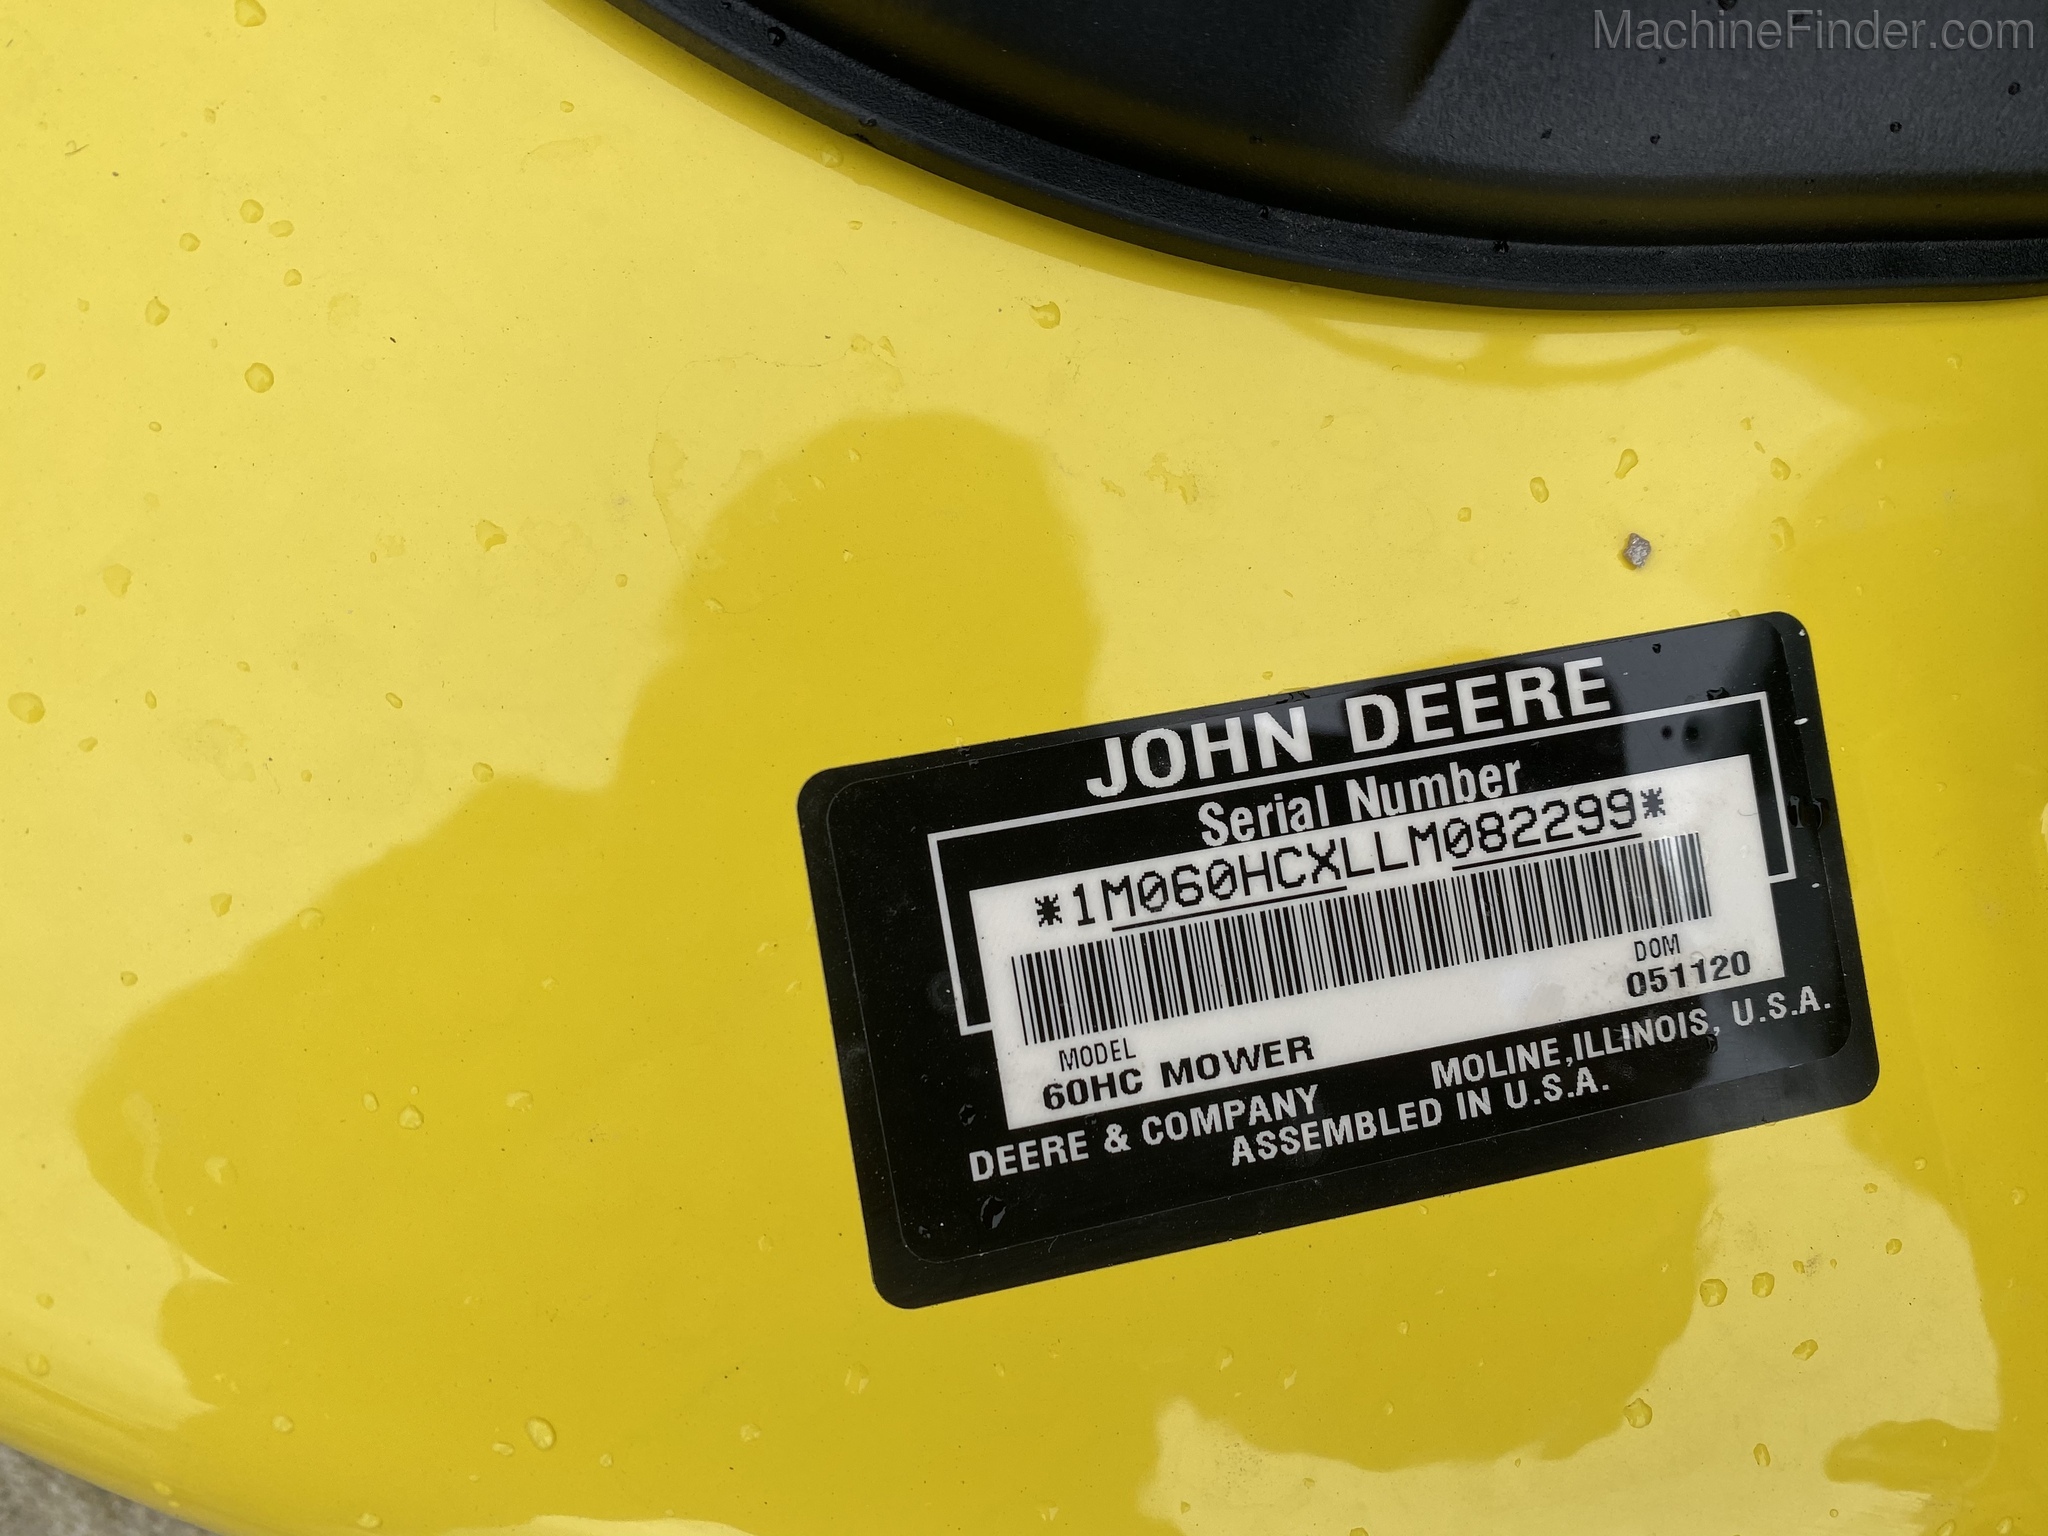 MachineFinder.com
JOHN DEERE
Serial Number
*1M060HCXLLM082299*
DOM
051120
MODEL
60HC MOWER
DEERE & COMPANY MOLINE, ILLINOIS, U.S.A.
ASSEMBLED IN U.S.A.